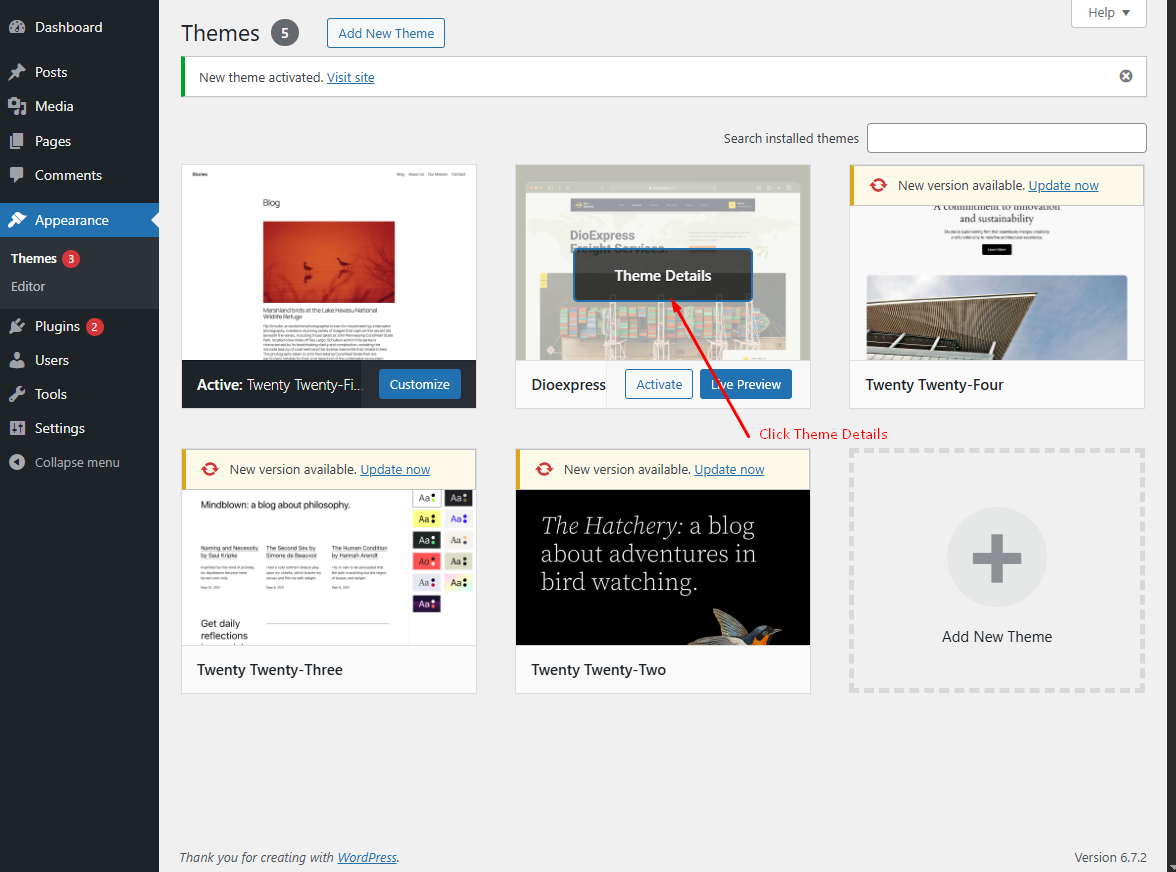 Dashboard
Posts
Media
Pages
Comments
Appearance
Themes 3
Editor
Plugins 2
Users
Tools
Settings
Collapse menu
Help
Themes 5 Add New Theme
New theme activated. Visit site
Search installed themes
Stories Blog About Us Our Mission Contact
Blog
Marshland birds at the Lake Havasu National
Wildlife Refuge
Active: Twenty Twenty-Fi... Customize
DioExpress
Freight Services.
Theme Details
Dioexpress Activate Live Preview
Click Theme Details
New version available. Update now
A commitment to innovation
and sustainability
Learn More
Twenty Twenty-Four
New version available. Update now
Mindblown: a blog about philosophy.
Naming and Necessity
by Saul Kripke
The Second Sex by
Simone de Beauvoir
The Human Condition
by Hannah Arendt
Aa Aa
Aa Aa
Aa Aa
Aa Aa
Aa Aa
Aa
Get daily
reflections
Twenty Twenty-Three
New version available. Update now
The Hatchery: a blog
about adventures in
bird watching.
Twenty Twenty-Two
Add New Theme
Thank you for creating with WordPress.
Version 6.7.2